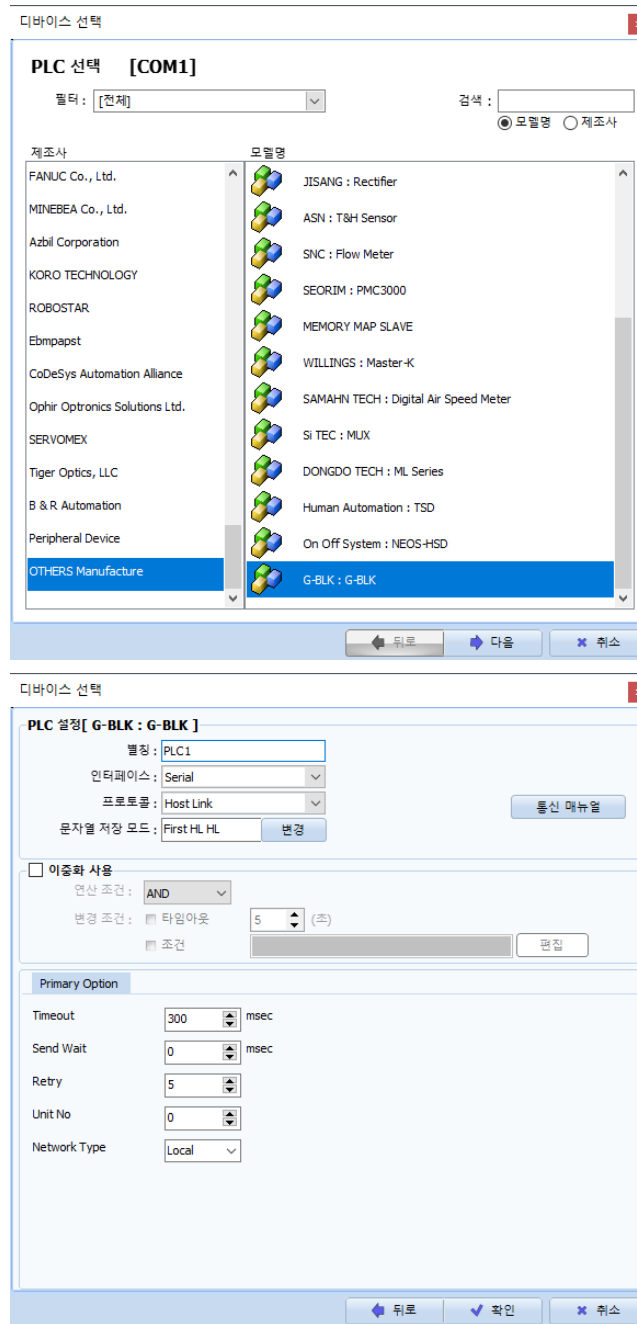 디바이스 선택
PLC 선택 [COM1]
필터 : [전체]
검색 :
모델명 제조사
제조사
모델명
FANUC Co., Ltd.
MINEBEA Co., Ltd.
Azbil Corporation
KORO TECHNOLOGY
ROBOSTAR
Ebmpapst
CoDeSys Automation Alliance
Ophir Optronics Solutions Ltd.
SERVOMEX
Tiger Optics, LLC
B & R Automation
Peripheral Device
OTHERS Manufacture
JISANG : Rectifier
ASN : T&H Sensor
SNC : Flow Meter
SEORIM : PMC3000
MEMORY MAP SLAVE
WILLINGS : Master-K
SAMAHN TECH : Digital Air Speed Meter
Si TEC : MUX
DONGDO TECH : ML Series
Human Automation : TSD
On Off System : NEOS-HSD
G-BLK : G-BLK
뒤로
다음
취소
디바이스 선택
PLC 설정[ G-BLK : G-BLK ]
별칭 : PLC1
인터페이스 : Serial
프로토콜 : Host Link
통신 매뉴얼
문자열 저장 모드 : First HL HL 변경
이중화 사용
연산 조건 : AND
변경 조건 : 타임아웃 5 (초)
조건 편집
Primary Option
Timeout 300 msec
Send Wait 0 msec
Retry 5
Unit No 0
Network Type Local
뒤로
확인
취소